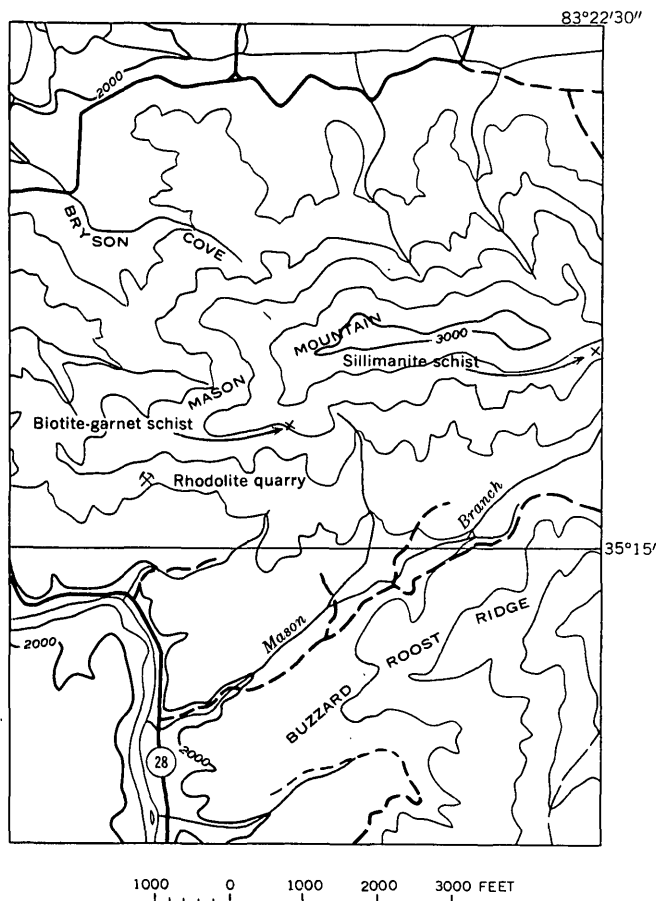 83°22'30"
2000
BRYSON
COVE
MOUNTAIN
3000
Sillimanite schist
MASON
Biotite-garnet schist
Rhodolite quarry
Branch
35°15'
Mason
RIDGE
ROOST
BUZZARD
2000
2000
28
1000 0 1000 2000 3000 FEET